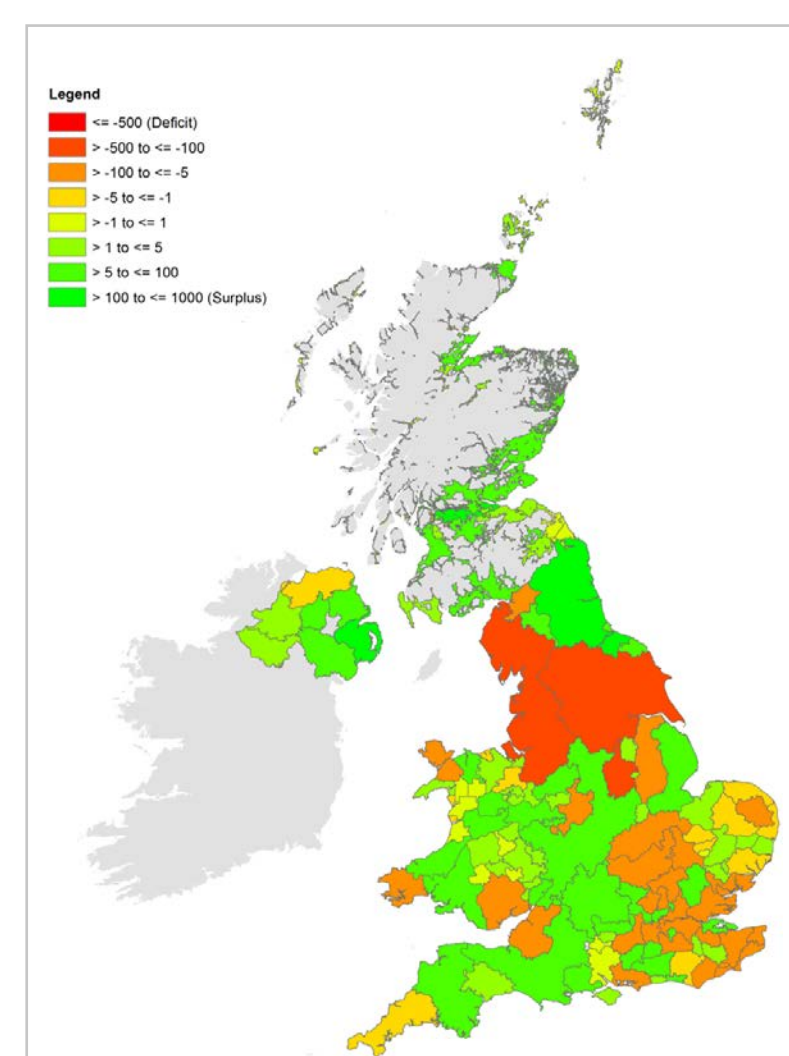 Legend
<= -500 (Deficit)
> -500 to <= -100
> -100 to <= -5
> -5 to <= -1
> -1 to <= 1
> 1 to <= 5
> 5 to <= 100
> 100 to <= 1000 (Surplus)